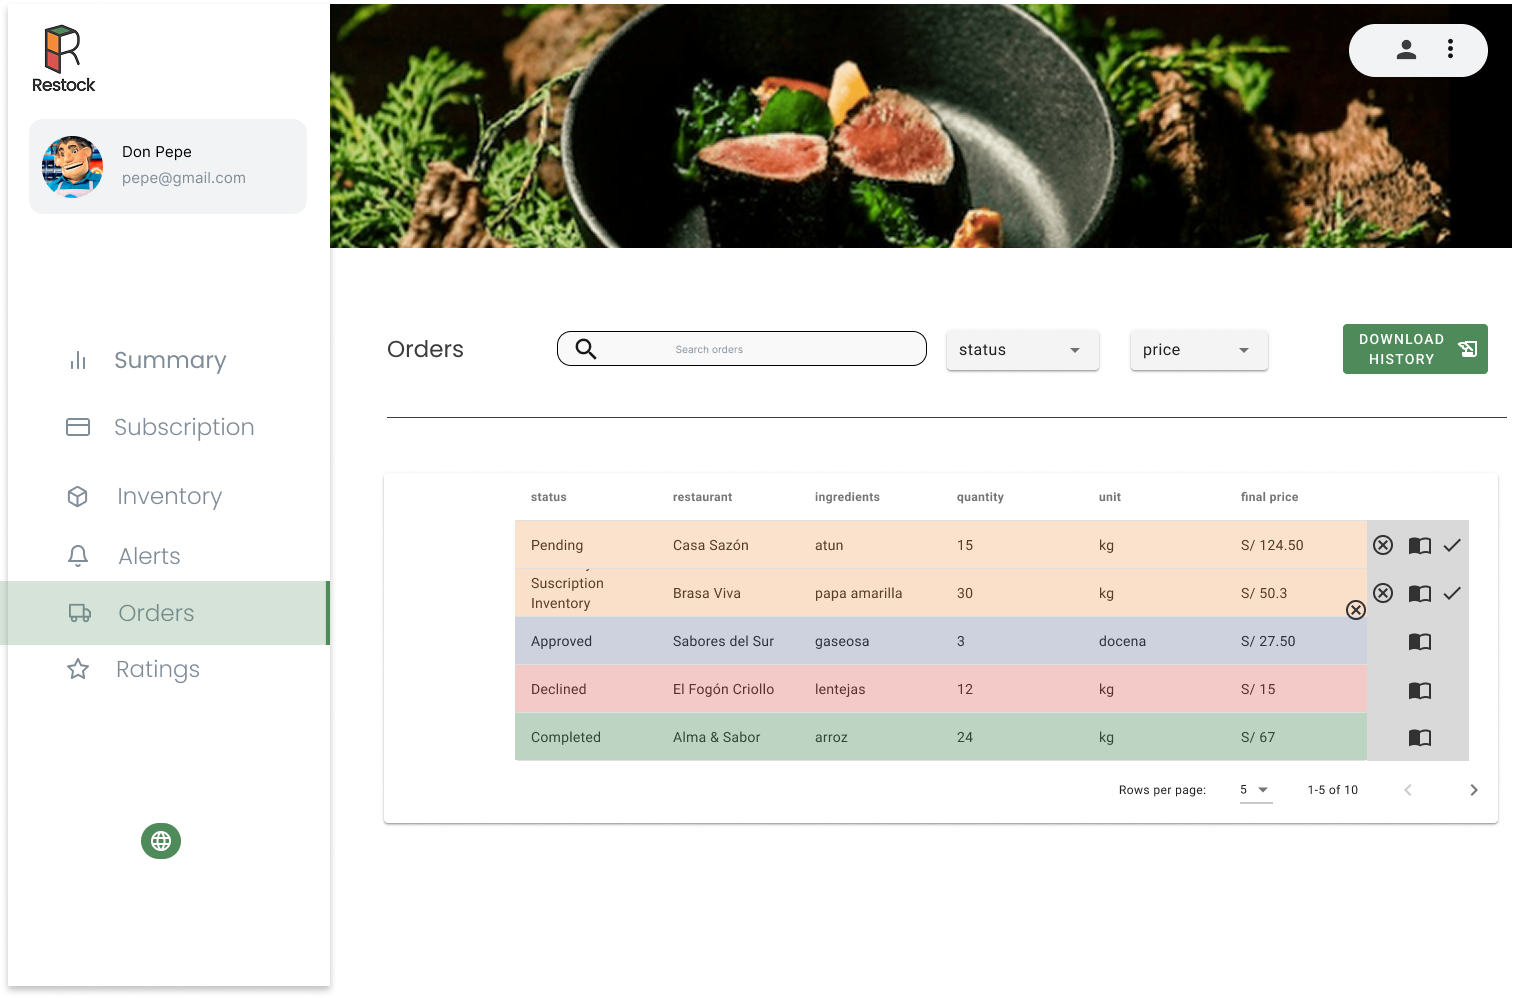 Restock
Don Pepe
pepe@gmail.com
Summary
Subscription
Inventory
Alerts
Orders
Ratings
Orders
Search orders
status
price
DOWNLOAD
HISTORY
status restaurant ingredients quantity unit final price
Pending Casa Sazón atun 15 kg S/ 124.50
Suscription
Inventory
Brasa Viva papa amarilla 30 kg S/ 50.3
Approved Sabores del Sur gaseosa 3 docena S/ 27.50
Declined El Fogón Criollo lentejas 12 kg S/ 15
Completed Alma & Sabor arroz 24 kg S/ 67
Rows per page: 5 1-5 of 10